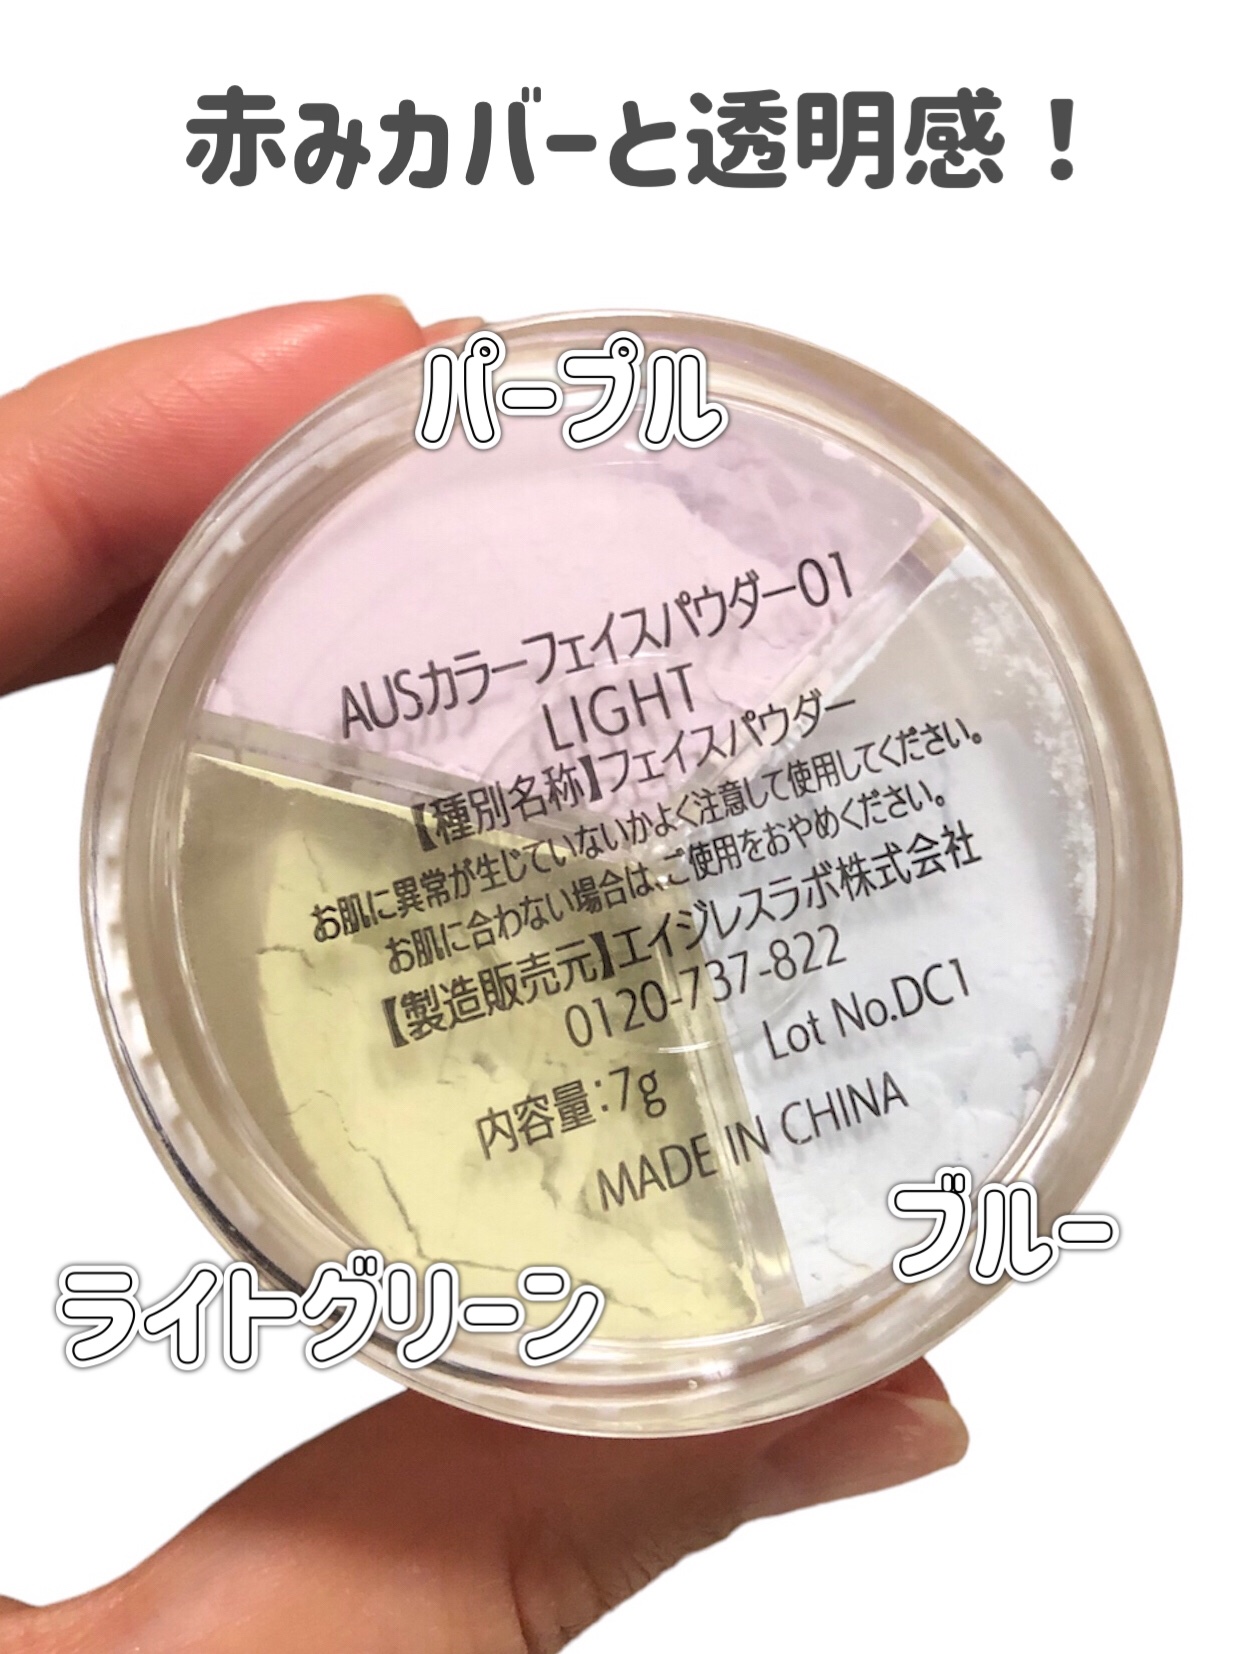 赤みカバーと透明感！
パープル
AUSカラーフェイスパウダー01
LIGHT
【種別名称】フェイスパウダー
お肌に異常が生じていないかよく注意して使用してください。
お肌に合わない場合は、ご使用をおやめください。
【製造販売元】エイジレスラボ株式会社
0120-737-822
Lot No.DC1
内容量：7g
MADE IN CHINA
ブルー
ライトグリーン